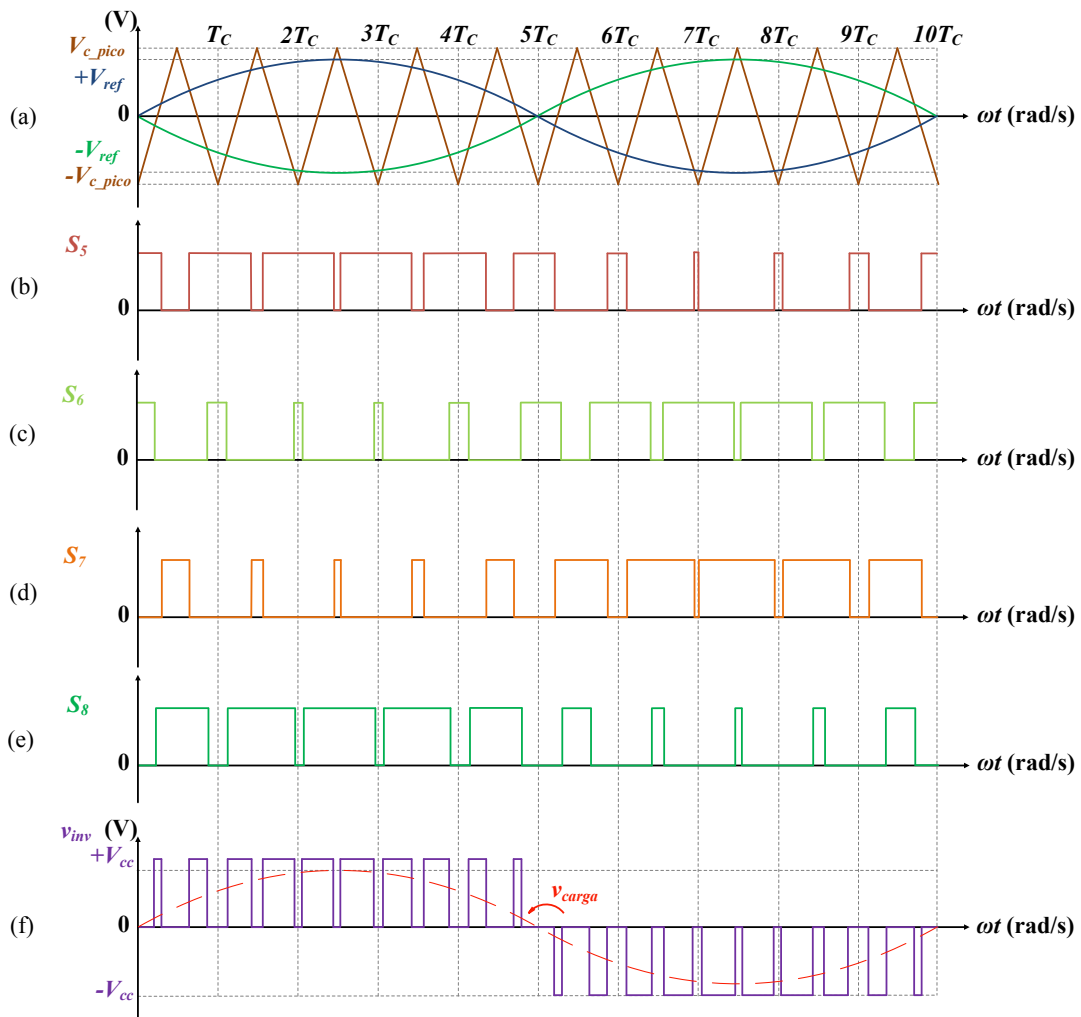 (V)
T_C 2T_C 3T_C 4T_C 5T_C 6T_C 7T_C 8T_C 9T_C 10T_C
V_c_pico
+V_ref
(a) 0 ωt (rad/s)
-V_ref
-V_c_pico
S_5
(b)
0 ωt (rad/s)
S_6
(c)
0 ωt (rad/s)
S_7
(d)
0 ωt (rad/s)
S_8
(e)
0 ωt (rad/s)
v_inv (V)
+V_cc
v_carga
(f) 0 ωt (rad/s)
-V_cc